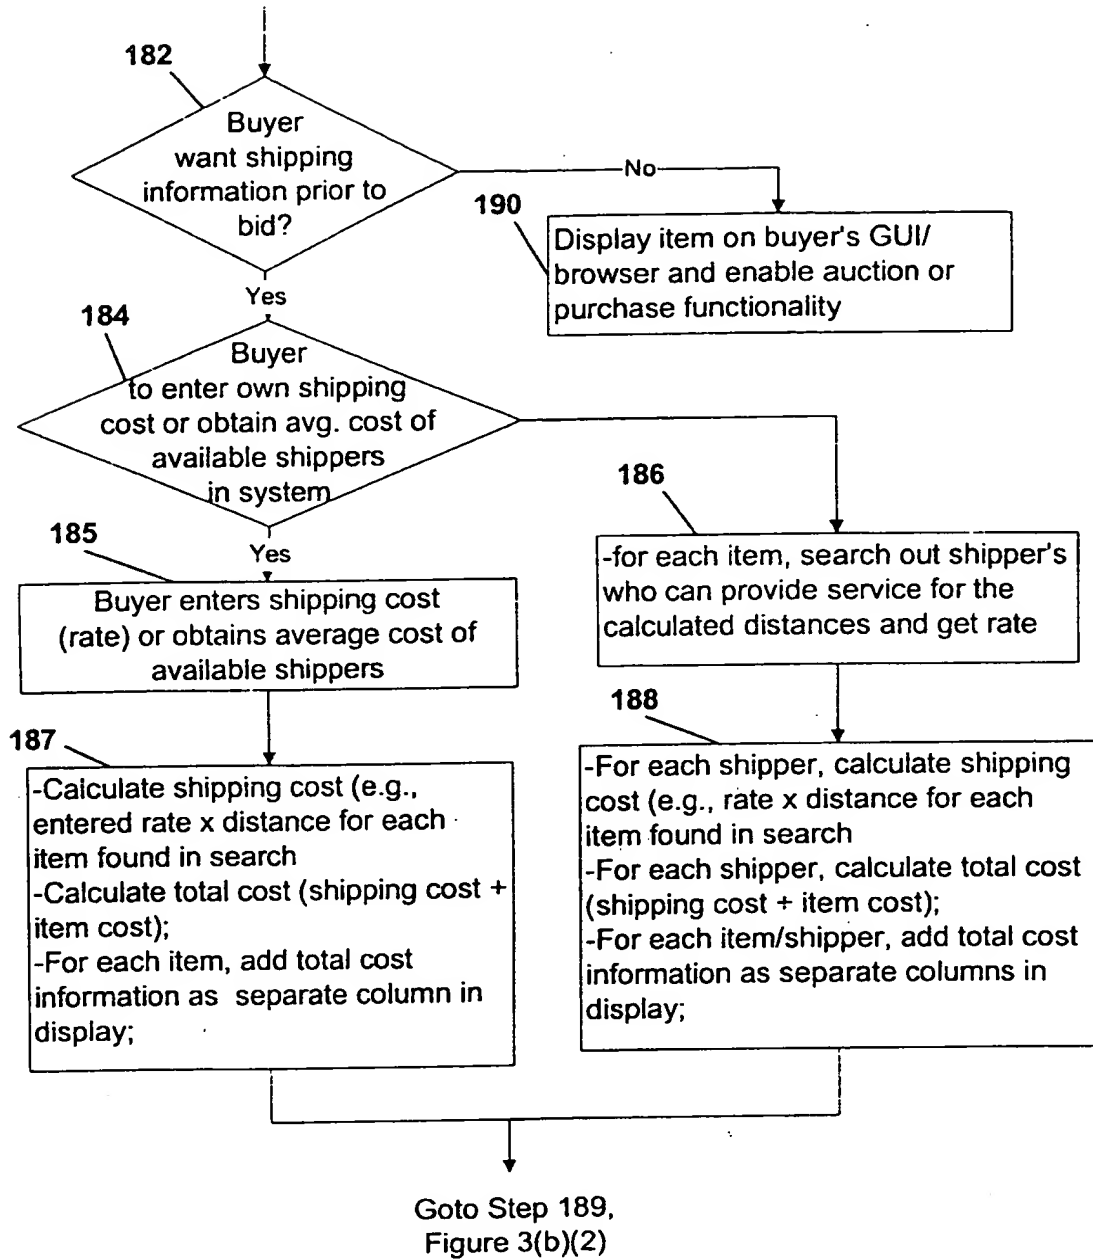 182
Buyer
want shipping
information prior to
bid?
No
190
Display item on buyer's GUI/
browser and enable auction or
purchase functionality
Yes
184
Buyer
to enter own shipping
cost or obtain avg. cost of
available shippers
in system
186
-for each item, search out shipper's
who can provide service for the
calculated distances and get rate
185
Yes
Buyer enters shipping cost
(rate) or obtains average cost of
available shippers
188
-For each shipper, calculate shipping
cost (e.g., rate x distance for each
item found in search
-For each shipper, calculate total cost
(shipping cost + item cost);
-For each item/shipper, add total cost
information as separate columns in
display;
187
-Calculate shipping cost (e.g.,
entered rate x distance for each
item found in search
-Calculate total cost (shipping cost +
item cost);
-For each item, add total cost
information as separate column in
display;
Goto Step 189,
Figure 3(b)(2)